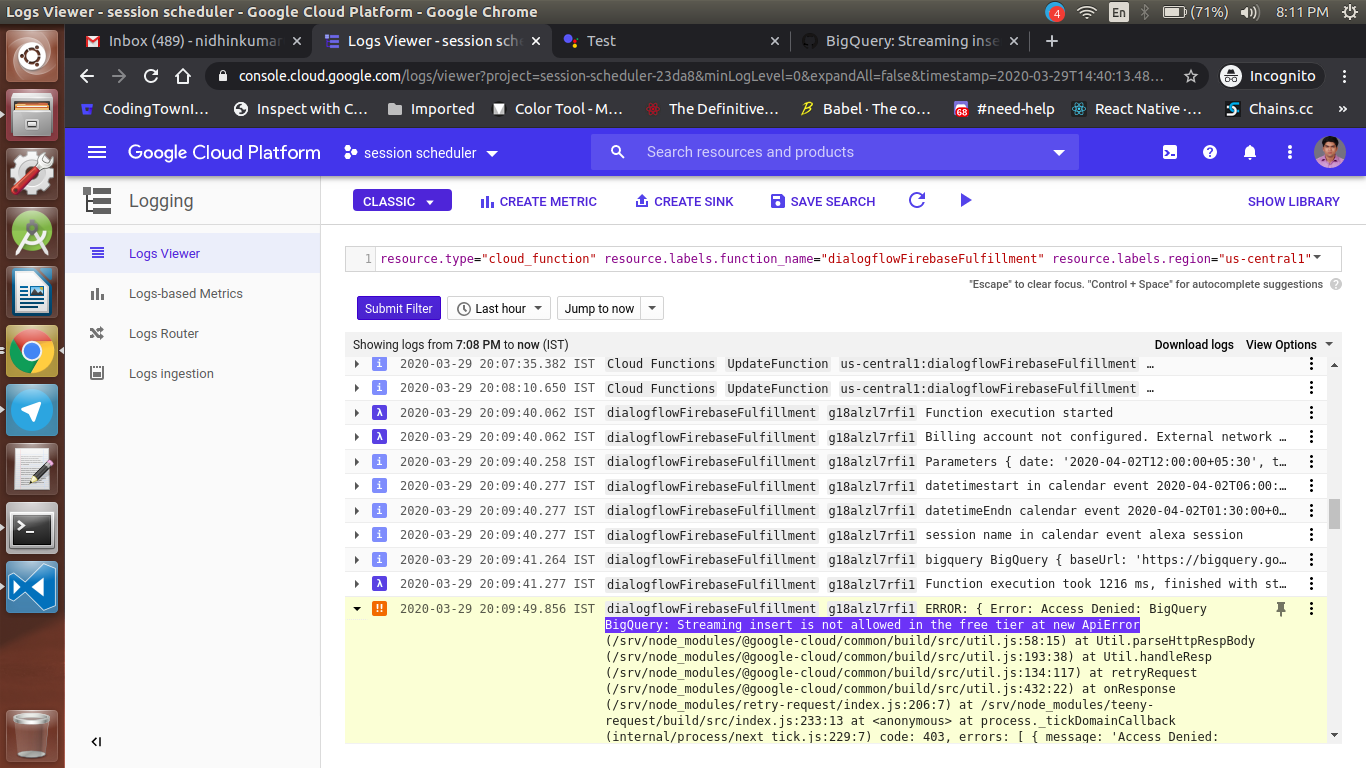 Logs Viewer - session scheduler - Google Cloud Platform - Google Chrome
4
En
(71%)
8:11 PM
Inbox (489) - nidhinkumar
Logs Viewer - session sche
Test
BigQuery: Streaming inse
console.cloud.google.com/logs/viewer?project=session-scheduler-23da8&minLogLevel=0&expandAll=false&timestamp=2020-03-29T14:40:13.48...
Incognito
CodingTownI...
Inspect with C...
Imported
Color Tool - M...
The Definitive...
Babel · The co...
68
#need-help
React Native ·...
Chains.cc
»
Google Cloud Platform
session scheduler
Search resources and products
Logging
CLASSIC
CREATE METRIC
CREATE SINK
SAVE SEARCH
SHOW LIBRARY
Logs Viewer
Logs-based Metrics
Logs Router
Logs ingestion
1
resource.type="cloud_function" resource.labels.function_name="dialogflowFirebaseFulfillment" resource.labels.region="us-central1"
"Escape" to clear focus. "Control + Space" for autocomplete suggestions
Submit Filter
Last hour
Jump to now
Showing logs from 7:08 PM to now (IST)
Download logs
View Options
2020-03-29 20:07:35.382 IST Cloud Functions UpdateFunction us-central1:dialogflowFirebaseFulfillment …
2020-03-29 20:08:10.650 IST Cloud Functions UpdateFunction us-central1:dialogflowFirebaseFulfillment …
2020-03-29 20:09:40.062 IST dialogflowFirebaseFulfillment g18alzl7rfi1 Function execution started
2020-03-29 20:09:40.062 IST dialogflowFirebaseFulfillment g18alzl7rfi1 Billing account not configured. External network …
2020-03-29 20:09:40.258 IST dialogflowFirebaseFulfillment g18alzl7rfi1 Parameters { date: '2020-04-02T12:00:00+05:30', t…
2020-03-29 20:09:40.277 IST dialogflowFirebaseFulfillment g18alzl7rfi1 datetimestart in calendar event 2020-04-02T06:00:…
2020-03-29 20:09:40.277 IST dialogflowFirebaseFulfillment g18alzl7rfi1 datetimeEndn calendar event 2020-04-02T01:30:00+0…
2020-03-29 20:09:40.277 IST dialogflowFirebaseFulfillment g18alzl7rfi1 session name in calendar event alexa session
2020-03-29 20:09:41.264 IST dialogflowFirebaseFulfillment g18alzl7rfi1 bigquery BigQuery { baseUrl: 'https://bigquery.go…
2020-03-29 20:09:41.277 IST dialogflowFirebaseFulfillment g18alzl7rfi1 Function execution took 1216 ms, finished with st…
!! 2020-03-29 20:09:49.856 IST dialogflowFirebaseFulfillment g18alzl7rfi1 ERROR: { Error: Access Denied: BigQuery
BigQuery: Streaming insert is not allowed in the free tier at new ApiError
(/srv/node_modules/@google-cloud/common/build/src/util.js:58:15) at Util.parseHttpRespBody
(/srv/node_modules/@google-cloud/common/build/src/util.js:193:38) at Util.handleResp
(/srv/node_modules/@google-cloud/common/build/src/util.js:134:117) at retryRequest
(/srv/node_modules/@google-cloud/common/build/src/util.js:432:22) at onResponse
(/srv/node_modules/retry-request/index.js:206:7) at /srv/node_modules/teeny-
request/build/src/index.js:233:13 at <anonymous> at process._tickDomainCallback
(internal/process/next_tick.js:229:7) code: 403, errors: [ { message: 'Access Denied: